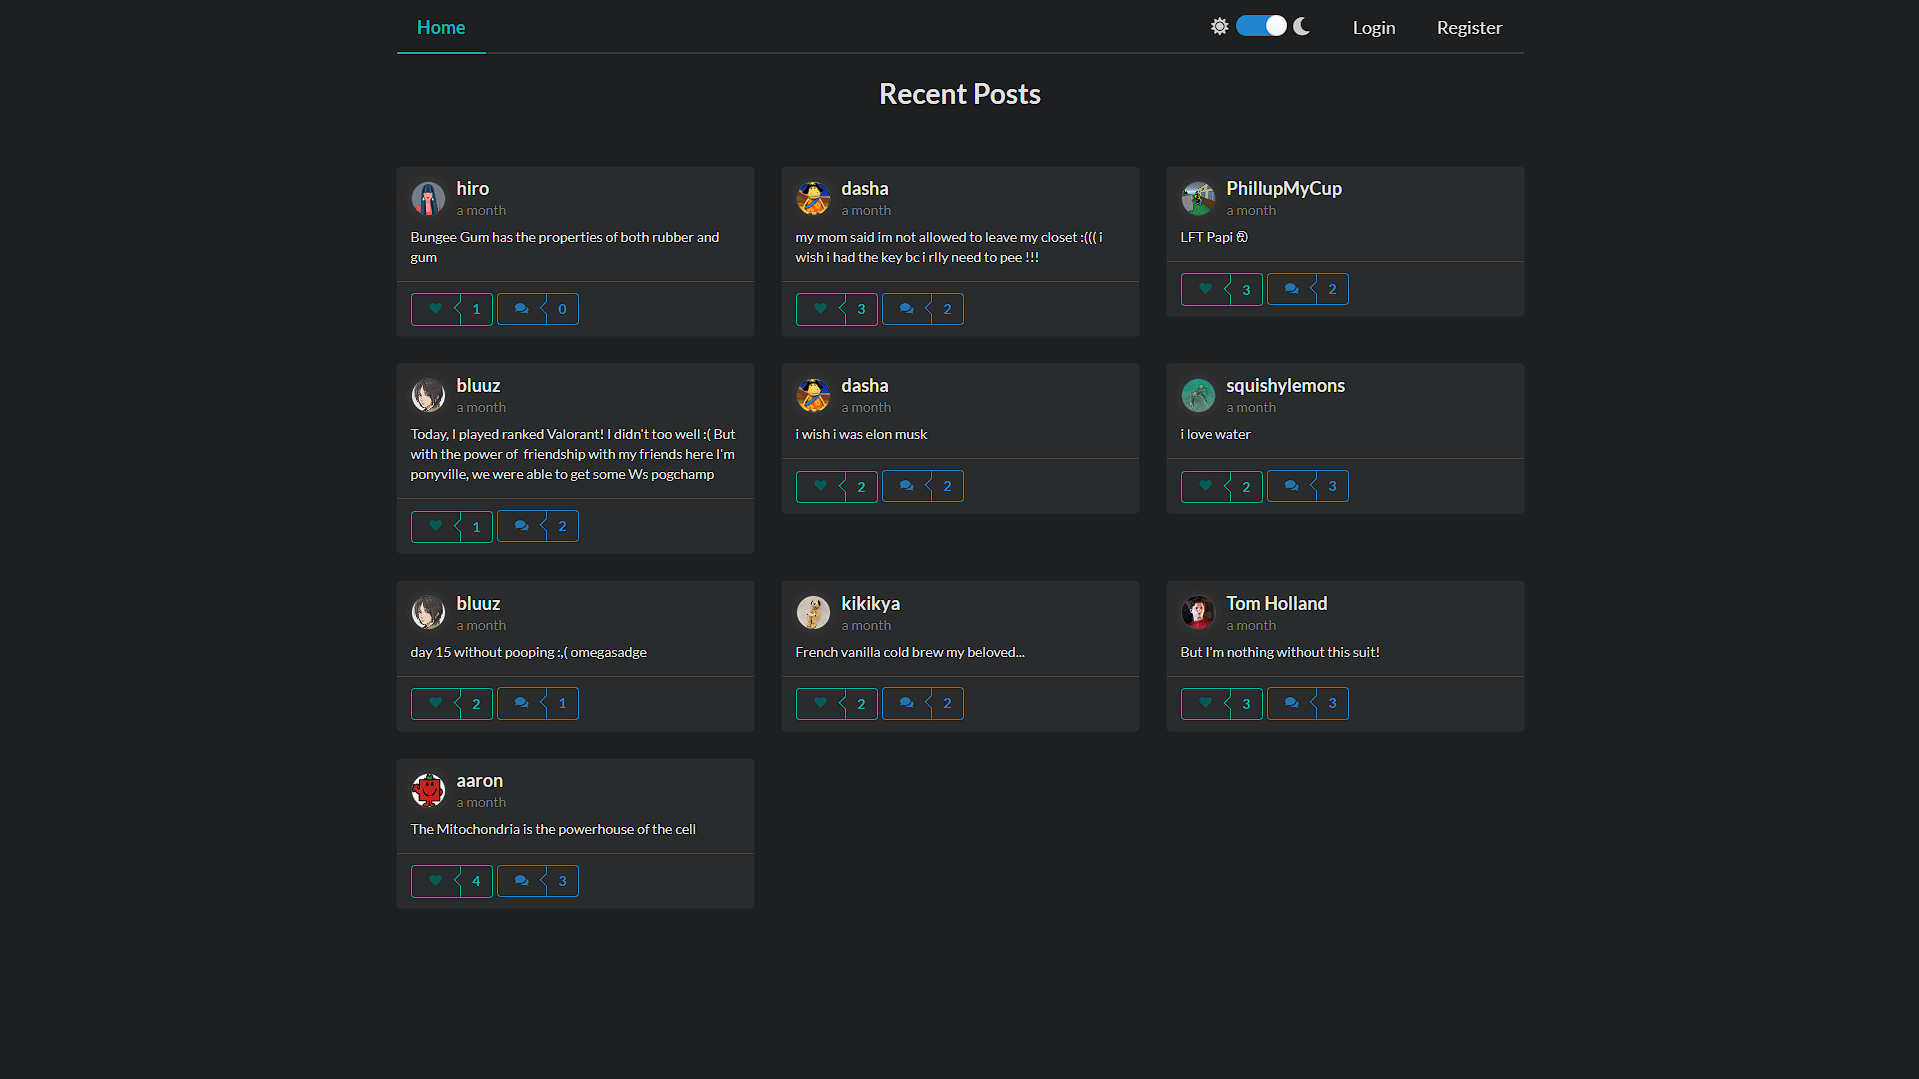 Home
Login
Register
Recent Posts
hiro
a month
Bungee Gum has the properties of both rubber and
gum
1
0
dasha
a month
my mom said im not allowed to leave my closet :((( i
wish i had the key bc i rlly need to pee !!!
3
2
PhillupMyCup
a month
LFT Papi
3
2
bluuz
a month
Today, I played ranked Valorant! I didn't too well :( But
with the power of friendship with my friends here I'm
ponyville, we were able to get some Ws pogchamp
1
2
dasha
a month
i wish i was elon musk
2
2
squishylemons
a month
i love water
2
3
bluuz
a month
day 15 without pooping :,( omegasadge
2
1
kikikya
a month
French vanilla cold brew my beloved...
2
2
Tom Holland
a month
But I'm nothing without this suit!
3
3
aaron
a month
The Mitochondria is the powerhouse of the cell
4
3